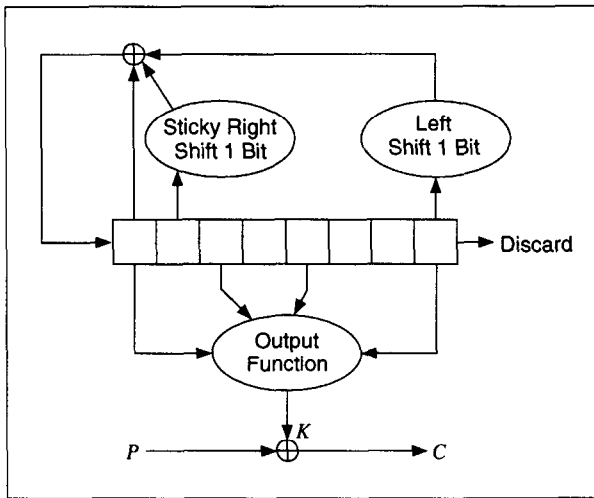 Sticky Right
Shift 1 Bit
Left
Shift 1 Bit
Discard
Output
Function
K
P
C